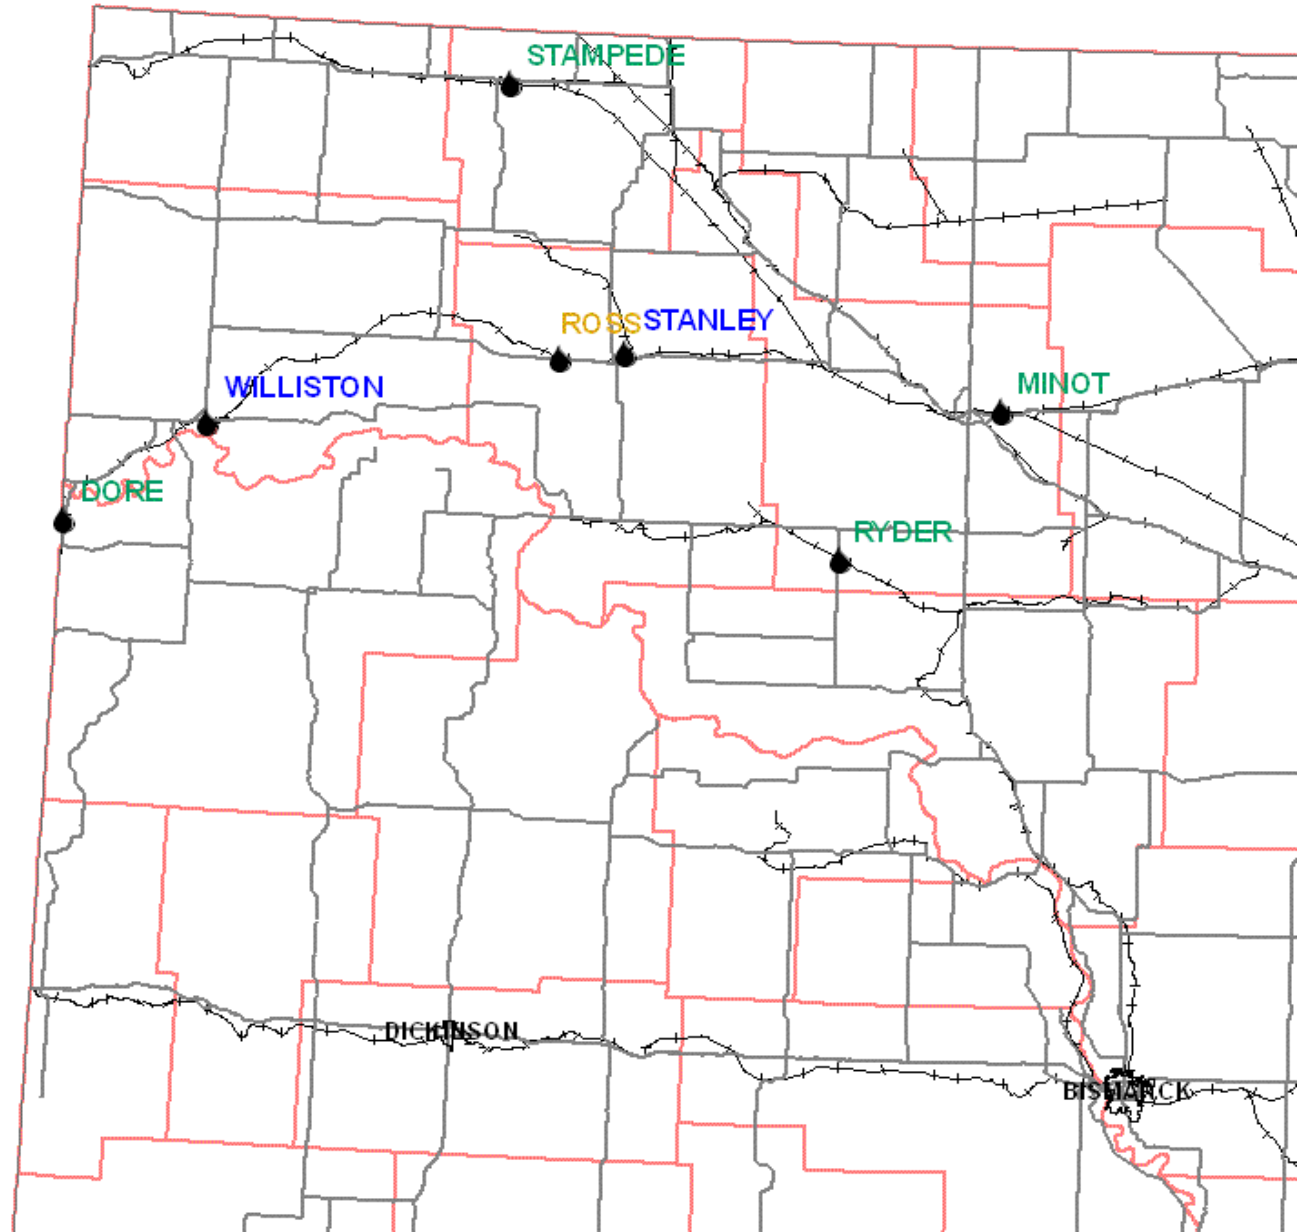 STAMPEDE
ROSS
STANLEY
WILLISTON
MINOT
DORE
RYDER
DICKINSON
BISMARCK